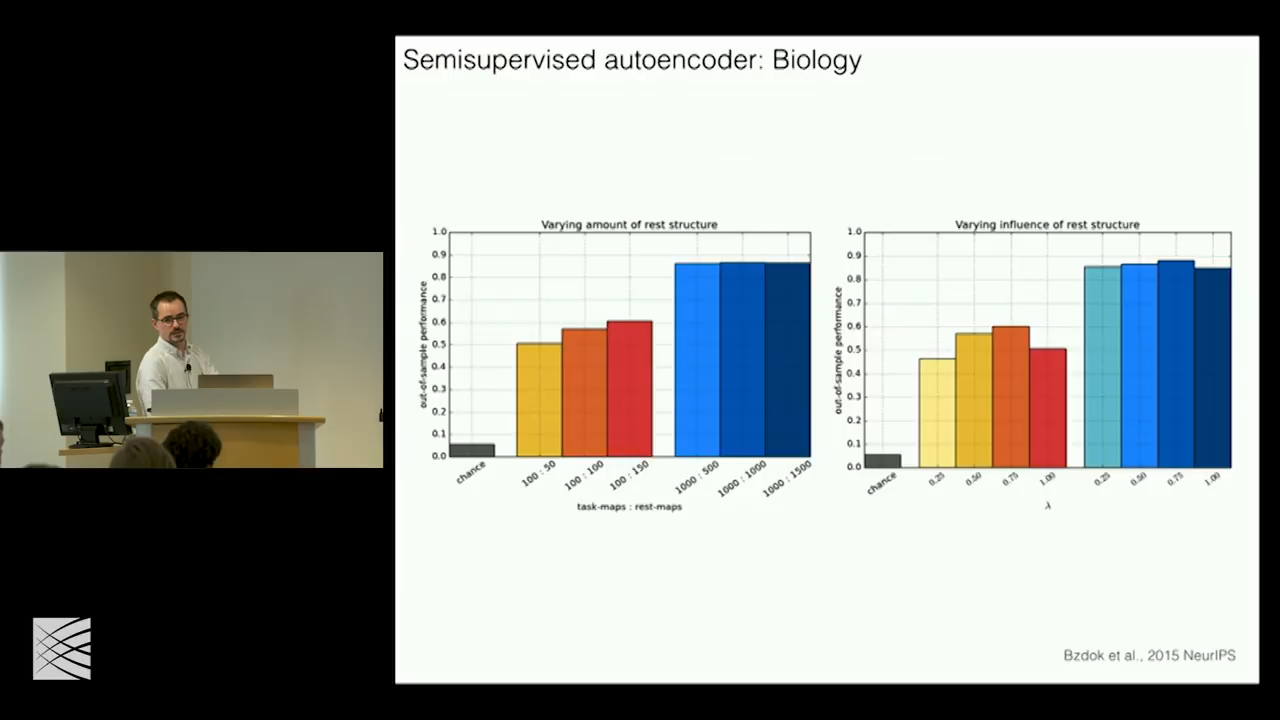 Semisupervised autoencoder: Biology
Varying amount of rest structure
out-of-sample performance
1.0
0.9
0.8
0.7
0.6
0.5
0.4
0.3
0.2
0.1
0.0
chance
100 : 50
100 : 100
100 : 150
1000 : 500
1000 : 1000
1000 : 1500
task-maps : rest-maps
Varying influence of rest structure
out-of-sample performance
1.0
0.9
0.8
0.7
0.6
0.5
0.4
0.3
0.2
0.1
0.0
chance
0.25
0.50
0.75
1.00
0.25
0.50
0.75
1.00
λ
Bzdok et al., 2015 NeurIPS